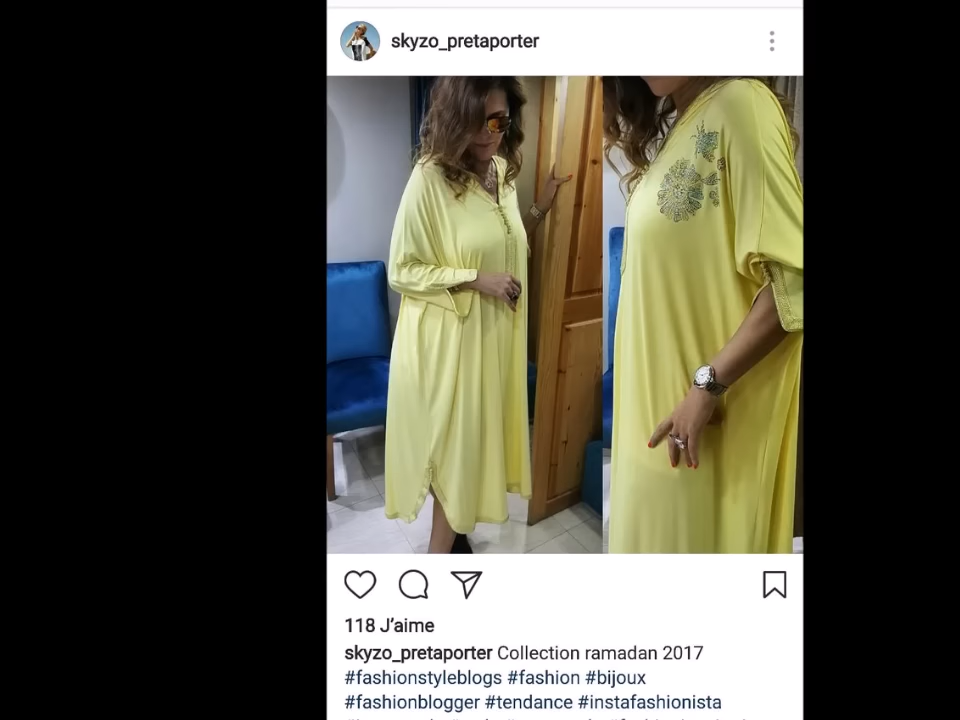 skyzo_pretaporter
118 J'aime
skyzo_pretaporter Collection ramadan 2017
#fashionstyleblogs #fashion #bijoux
#fashionblogger #tendance #instafashionista